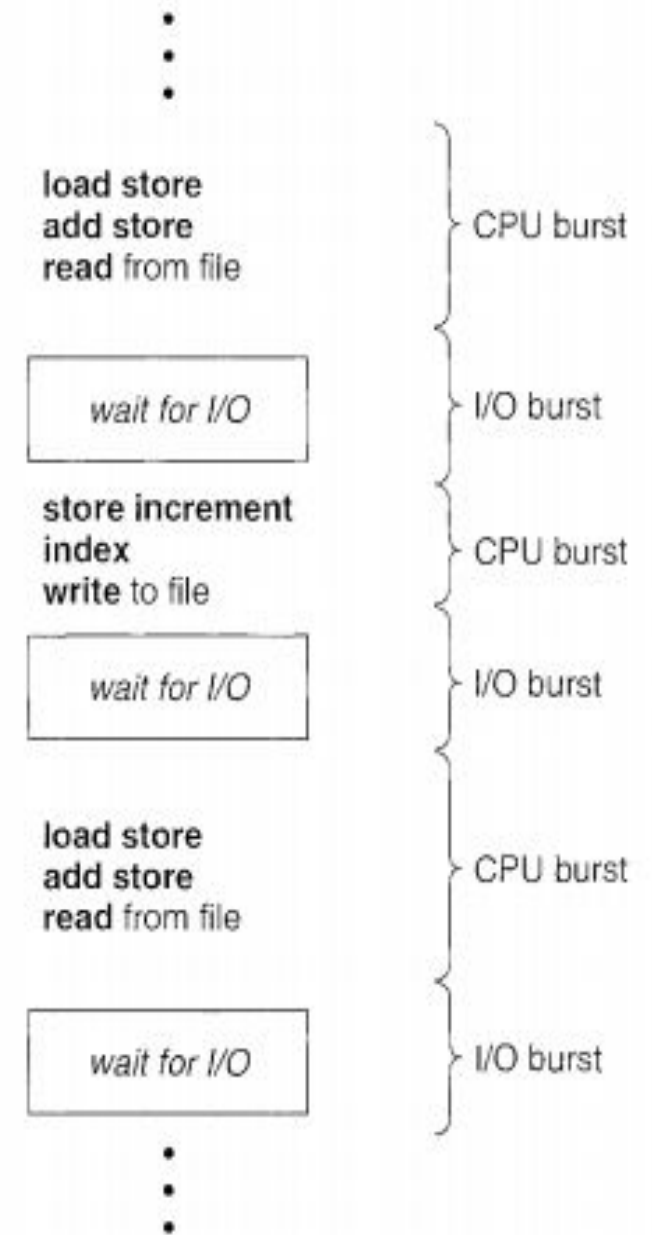 load store
add store
read from file
CPU burst
wait for I/O
I/O burst
store increment
index
write to file
CPU burst
wait for I/O
I/O burst
load store
add store
read from file
CPU burst
wait for I/O
I/O burst